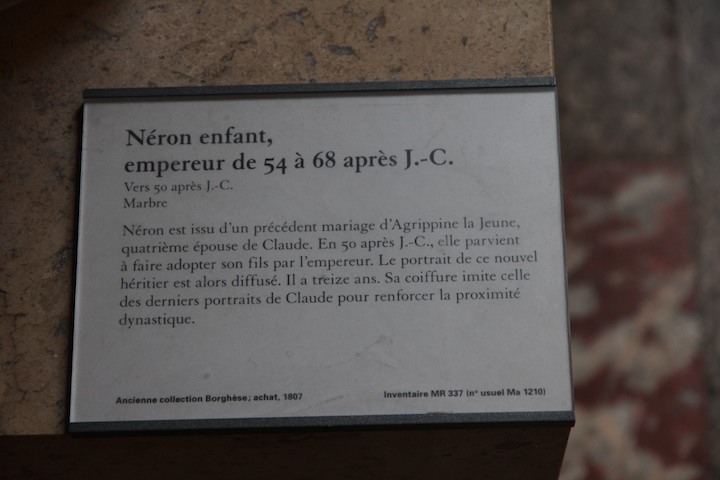 Néron enfant,
empereur de 54 à 68 après J.-C.
Vers 50 après J.-C.
Marbre
Néron est issu d'un précédent mariage d'Agrippine la Jeune,
quatrième épouse de Claude. En 50 après J.-C., elle parvient
à faire adopter son fils par l'empereur. Le portrait de ce nouvel
héritier est alors diffusé. Il a treize ans. Sa coiffure imite celle
des derniers portraits de Claude pour renforcer la proximité
dynastique.
Ancienne collection Borghèse; achat, 1807
Inventaire MR 337 (n° usuel Ma 1210)